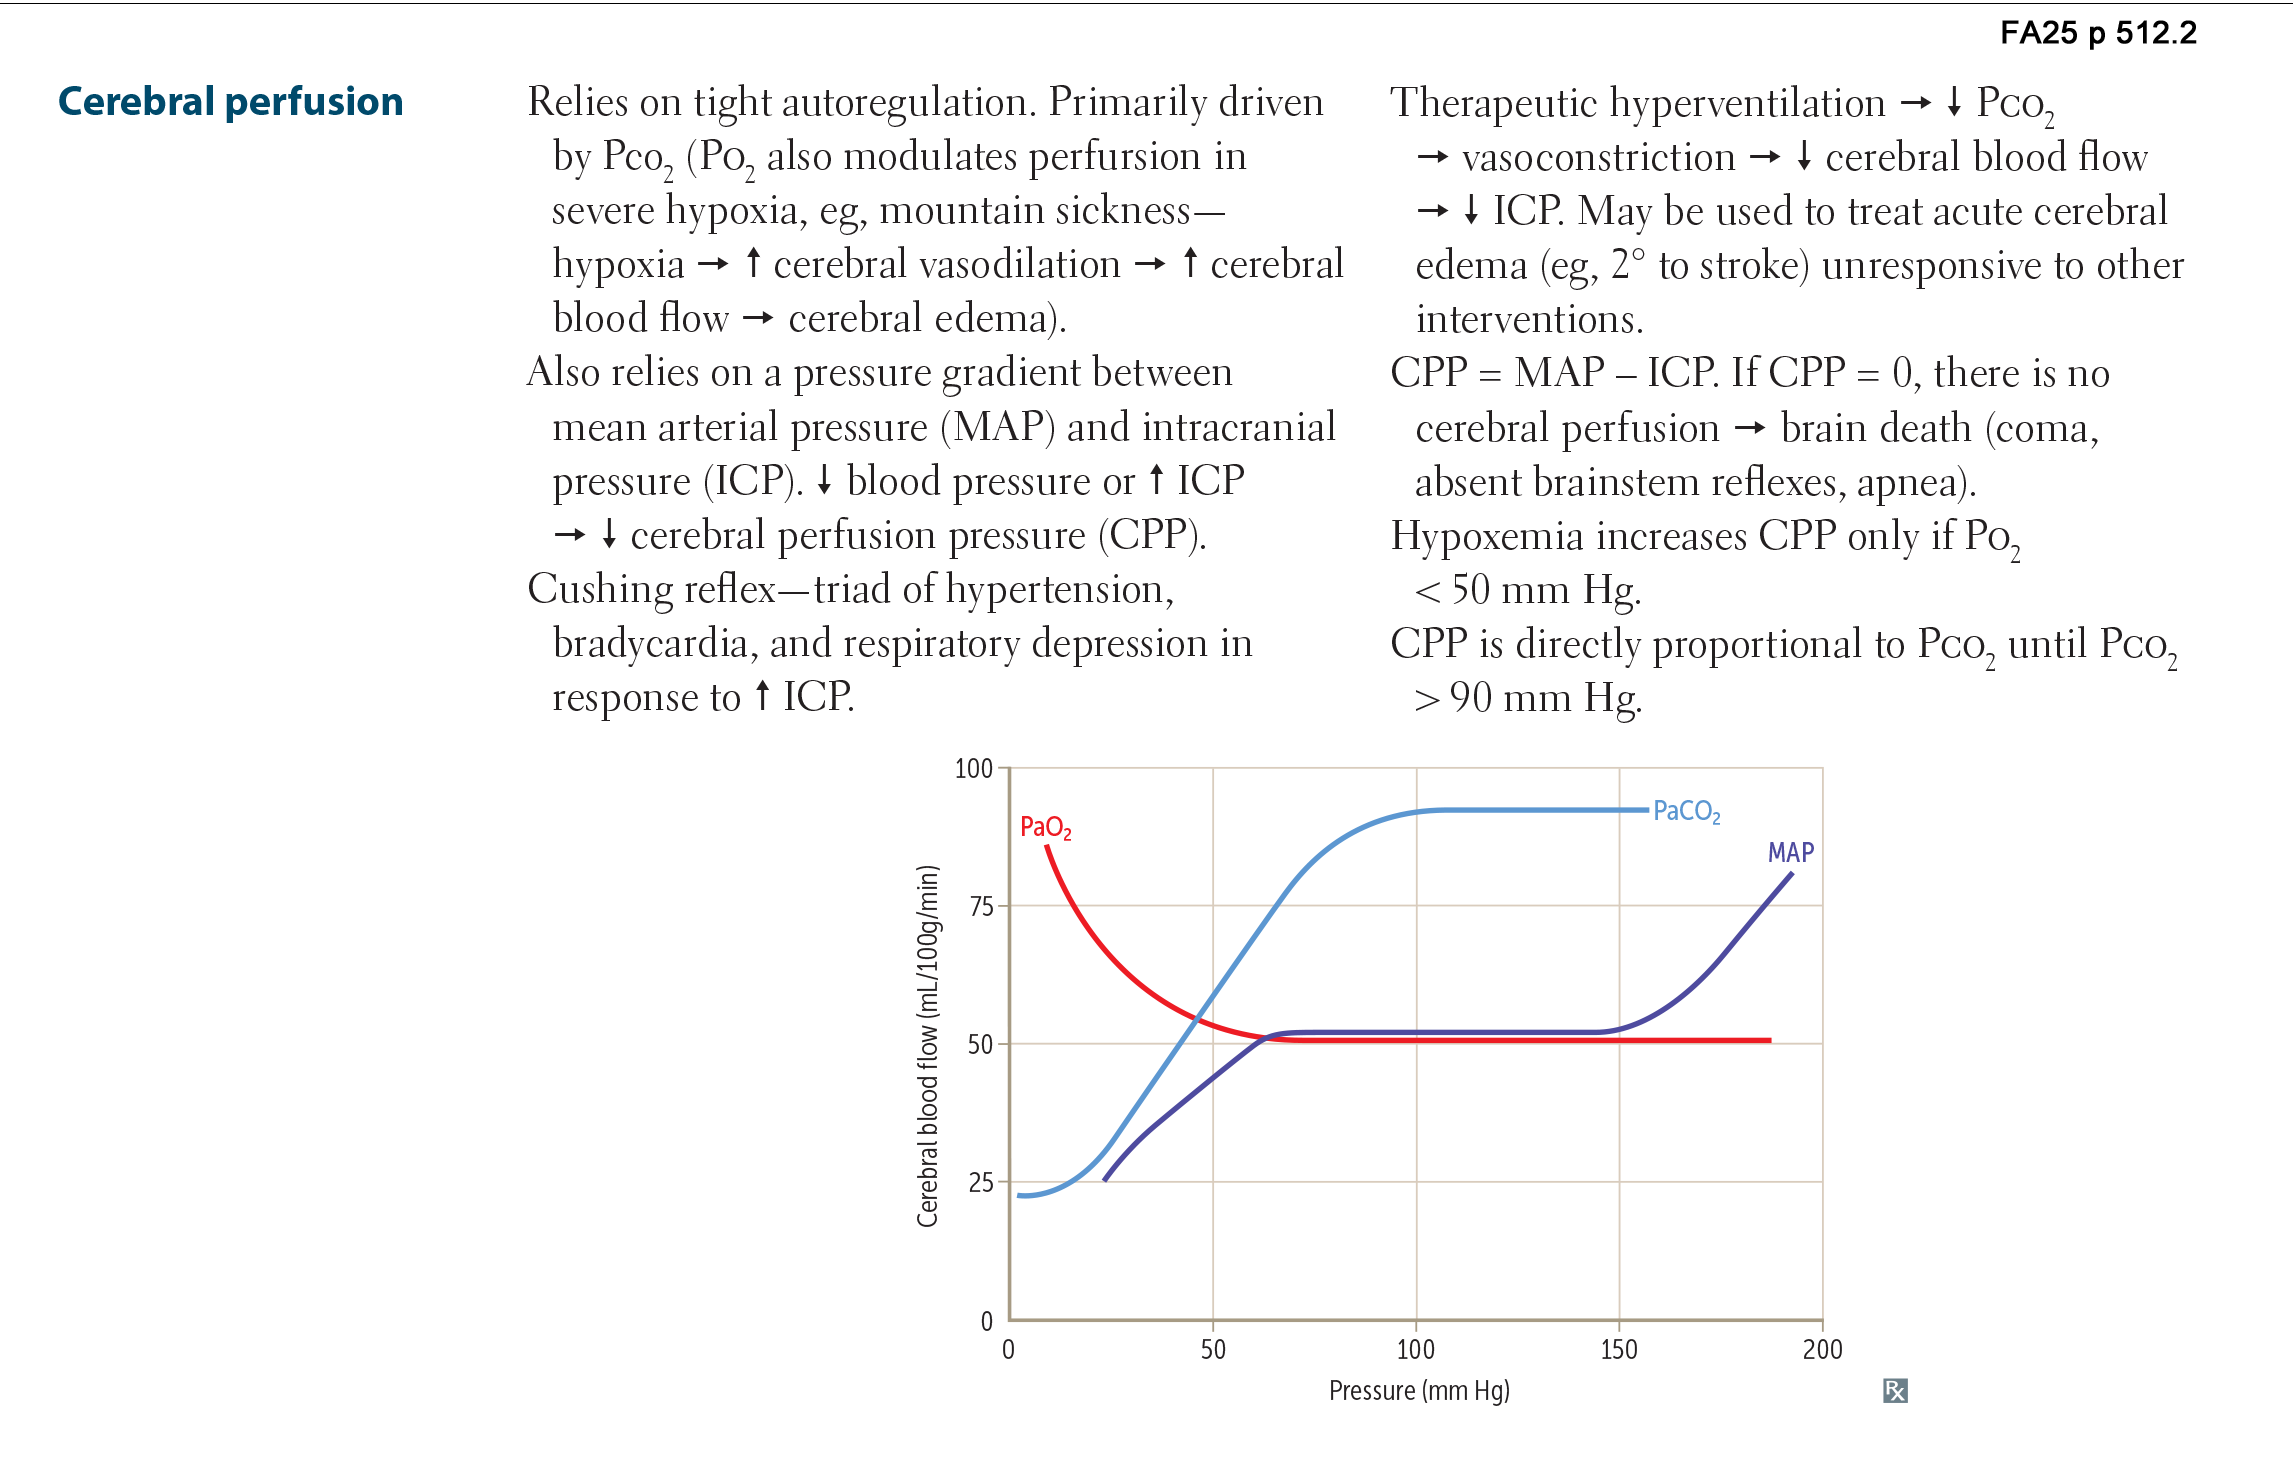 FA25 p 512.2
Cerebral perfusion
Relies on tight autoregulation. Primarily driven
by Pco₂ (Po₂ also modulates perfursion in
severe hypoxia, eg, mountain sickness—
hypoxia → ↑ cerebral vasodilation → ↑ cerebral
blood flow → cerebral edema).
Also relies on a pressure gradient between
mean arterial pressure (MAP) and intracranial
pressure (ICP). ↓ blood pressure or ↑ ICP
→ ↓ cerebral perfusion pressure (CPP).
Cushing reflex—triad of hypertension,
bradycardia, and respiratory depression in
response to ↑ ICP.
Therapeutic hyperventilation → ↓ Pco₂
→ vasoconstriction → ↓ cerebral blood flow
→ ↓ ICP. May be used to treat acute cerebral
edema (eg, 2° to stroke) unresponsive to other
interventions.
CPP = MAP – ICP. If CPP = 0, there is no
cerebral perfusion → brain death (coma,
absent brainstem reflexes, apnea).
Hypoxemia increases CPP only if Po₂
< 50 mm Hg.
CPP is directly proportional to Pco₂ until Pco₂
> 90 mm Hg.
Cerebral blood flow (mL/100g/min)
100
75
50
25
0
PaO₂
PaCO₂
MAP
0 50 100 150 200
Pressure (mm Hg)
Rx